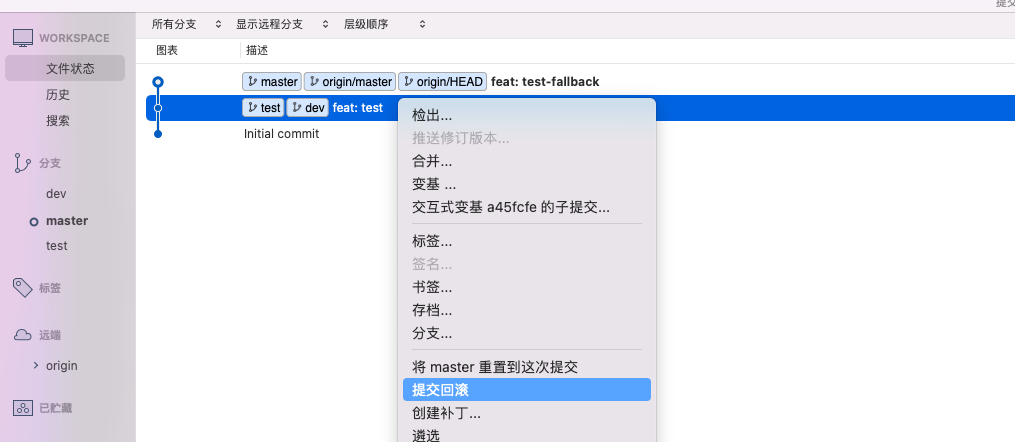 提交
所有分支 显示远程分支 层级顺序
WORKSPACE
图表 描述
文件状态
master origin/master origin/HEAD feat: test-fallback
历史
test dev feat: test
搜索
Initial commit
分支
dev
master
test
标签
远端
origin
已贮藏
检出...
推送修订版本...
合并...
变基 ...
交互式变基 a45fcfe 的子提交...
标签...
签名...
书签...
存档...
分支...
将 master 重置到这次提交
提交回滚
创建补丁...
遴选